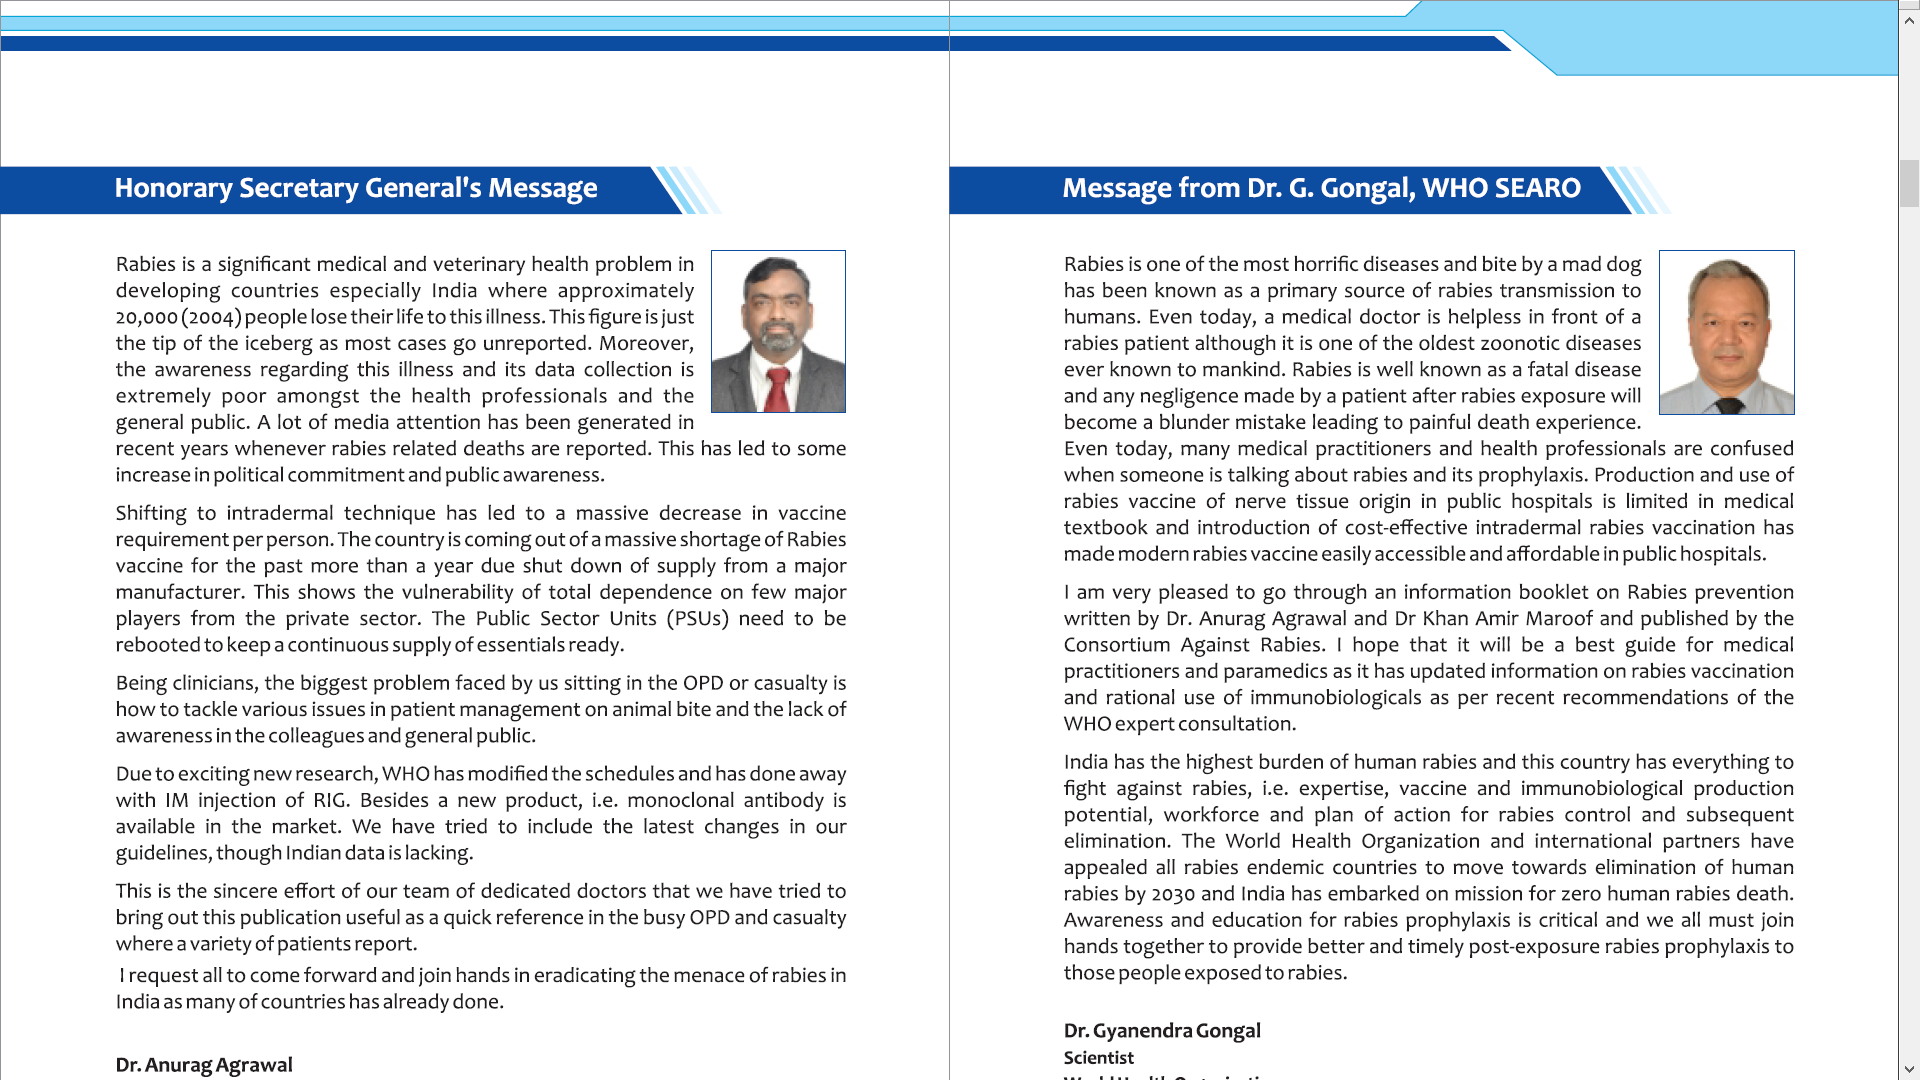 Honorary Secretary General's Message
Rabies is a significant medical and veterinary health problem in
developing countries especially India where approximately
20,000 (2004) people lose their life to this illness. This figure is just
the tip of the iceberg as most cases go unreported. Moreover,
the awareness regarding this illness and its data collection is
extremely poor amongst the health professionals and the
general public. A lot of media attention has been generated in
recent years whenever rabies related deaths are reported. This has led to some
increase in political commitment and public awareness.
Shifting to intradermal technique has led to a massive decrease in vaccine
requirement per person. The country is coming out of a massive shortage of Rabies
vaccine for the past more than a year due shut down of supply from a major
manufacturer. This shows the vulnerability of total dependence on few major
players from the private sector. The Public Sector Units (PSUs) need to be
rebooted to keep a continuous supply of essentials ready.
Being clinicians, the biggest problem faced by us sitting in the OPD or casualty is
how to tackle various issues in patient management on animal bite and the lack of
awareness in the colleagues and general public.
Due to exciting new research, WHO has modified the schedules and has done away
with IM injection of RIG. Besides a new product, i.e. monoclonal antibody is
available in the market. We have tried to include the latest changes in our
guidelines, though Indian data is lacking.
This is the sincere effort of our team of dedicated doctors that we have tried to
bring out this publication useful as a quick reference in the busy OPD and casualty
where a variety of patients report.
I request all to come forward and join hands in eradicating the menace of rabies in
India as many of countries has already done.
Dr. Anurag Agrawal
Message from Dr. G. Gongal, WHO SEARO
Rabies is one of the most horrific diseases and bite by a mad dog
has been known as a primary source of rabies transmission to
humans. Even today, a medical doctor is helpless in front of a
rabies patient although it is one of the oldest zoonotic diseases
ever known to mankind. Rabies is well known as a fatal disease
and any negligence made by a patient after rabies exposure will
become a blunder mistake leading to painful death experience.
Even today, many medical practitioners and health professionals are confused
when someone is talking about rabies and its prophylaxis. Production and use of
rabies vaccine of nerve tissue origin in public hospitals is limited in medical
textbook and introduction of cost-effective intradermal rabies vaccination has
made modern rabies vaccine easily accessible and affordable in public hospitals.
I am very pleased to go through an information booklet on Rabies prevention
written by Dr. Anurag Agrawal and Dr Khan Amir Maroof and published by the
Consortium Against Rabies. I hope that it will be a best guide for medical
practitioners and paramedics as it has updated information on rabies vaccination
and rational use of immunobiologicals as per recent recommendations of the
WHO expert consultation.
India has the highest burden of human rabies and this country has everything to
fight against rabies, i.e. expertise, vaccine and immunobiological production
potential, workforce and plan of action for rabies control and subsequent
elimination. The World Health Organization and international partners have
appealed all rabies endemic countries to move towards elimination of human
rabies by 2030 and India has embarked on mission for zero human rabies death.
Awareness and education for rabies prophylaxis is critical and we all must join
hands together to provide better and timely post-exposure rabies prophylaxis to
those people exposed to rabies.
Dr. Gyanendra Gongal
Scientist